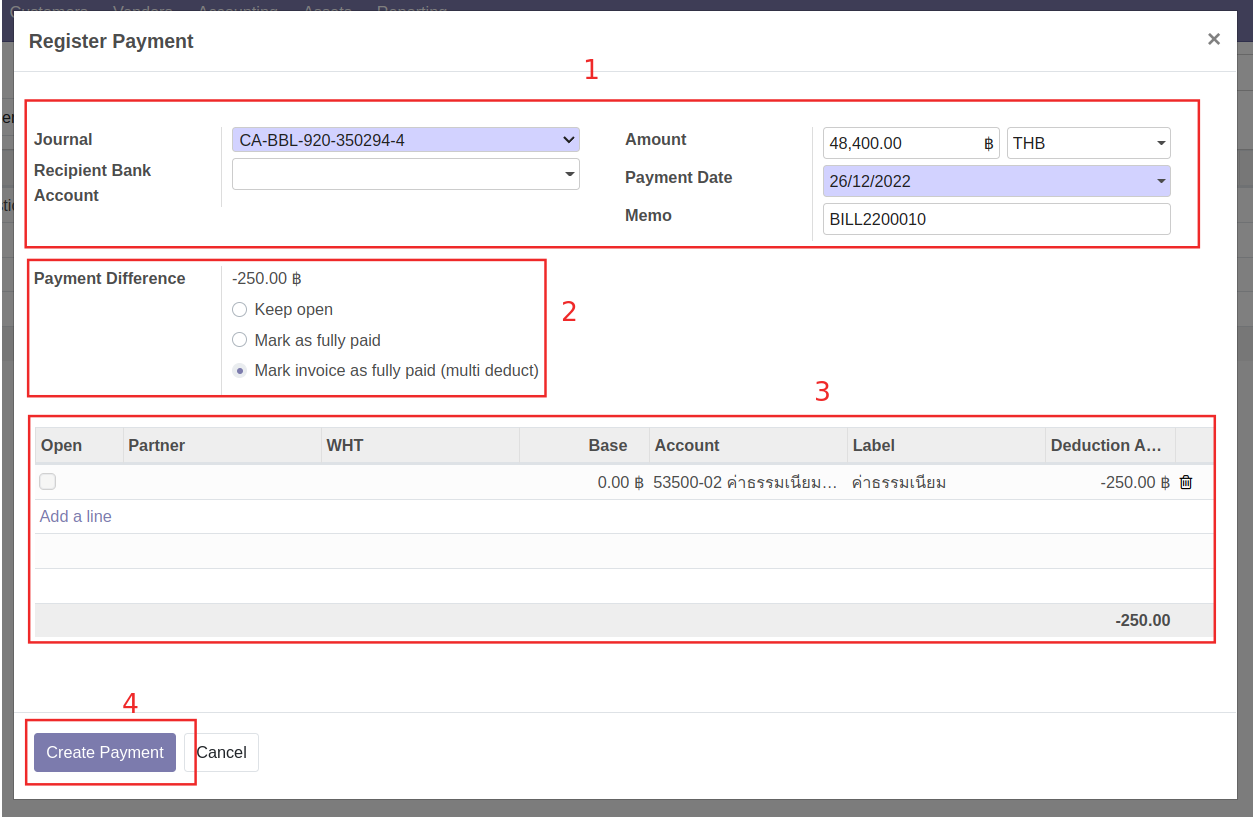 Customers Vendors Accounting Assets Reporting
Register Payment ×
1
Journal CA-BBL-920-350294-4
Recipient Bank
Account
Amount 48,400.00 ฿ THB
Payment Date 26/12/2022
Memo BILL2200010
Payment Difference -250.00 ฿
Keep open
Mark as fully paid
Mark invoice as fully paid (multi deduct)
2
3
Open Partner WHT Base Account Label Deduction A...
0.00 ฿ 53500-02 ค่าธรรมเนียม... ค่าธรรมเนียม -250.00 ฿
Add a line
-250.00
4
Create Payment Cancel